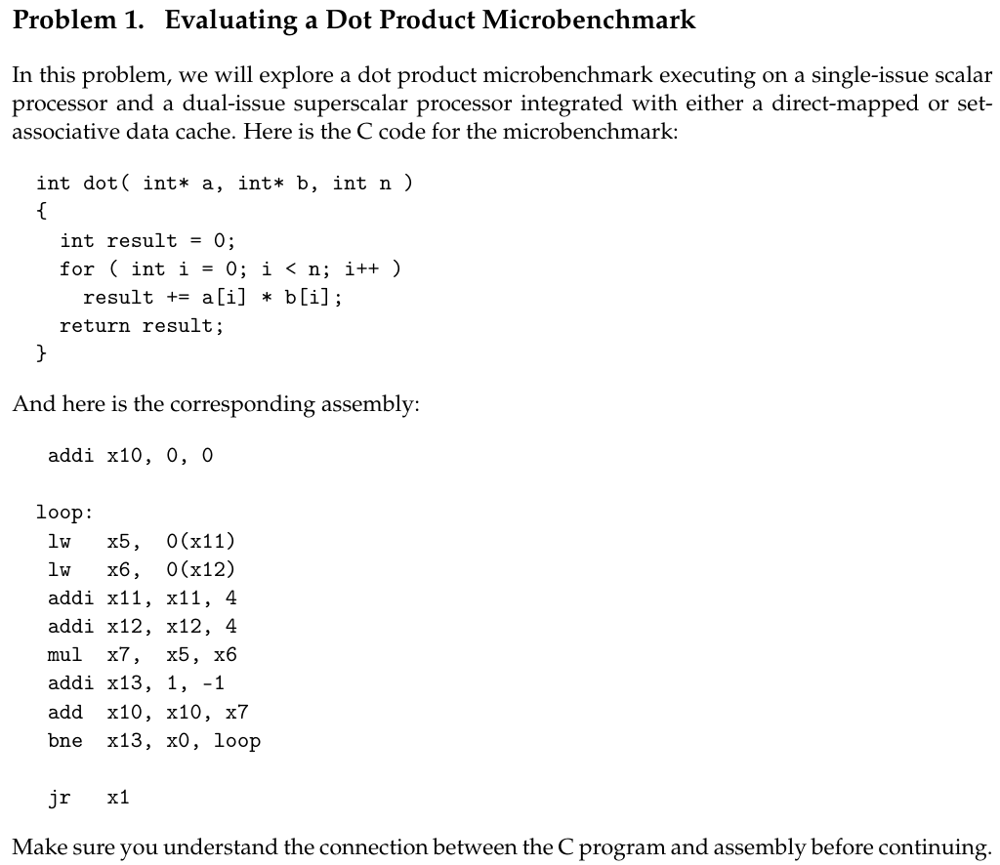 Problem 1. Evaluating a Dot Product Microbenchmark
In this problem, we will explore a dot product microbenchmark executing on a single-issue scalar
processor and a dual-issue superscalar processor integrated with either a direct-mapped or set-
associative data cache. Here is the C code for the microbenchmark:
int dot( int* a, int* b, int n )
{
  int result = 0;
  for ( int i = 0; i < n; i++ )
    result += a[i] * b[i];
  return result;
}
And here is the corresponding assembly:
 addi x10, 0, 0
loop:
 lw   x5,  0(x11)
 lw   x6,  0(x12)
 addi x11, x11, 4
 addi x12, x12, 4
 mul  x7,  x5, x6
 addi x13, 1, -1
 add  x10, x10, x7
 bne  x13, x0, loop
 jr   x1
Make sure you understand the connection between the C program and assembly before continuing.